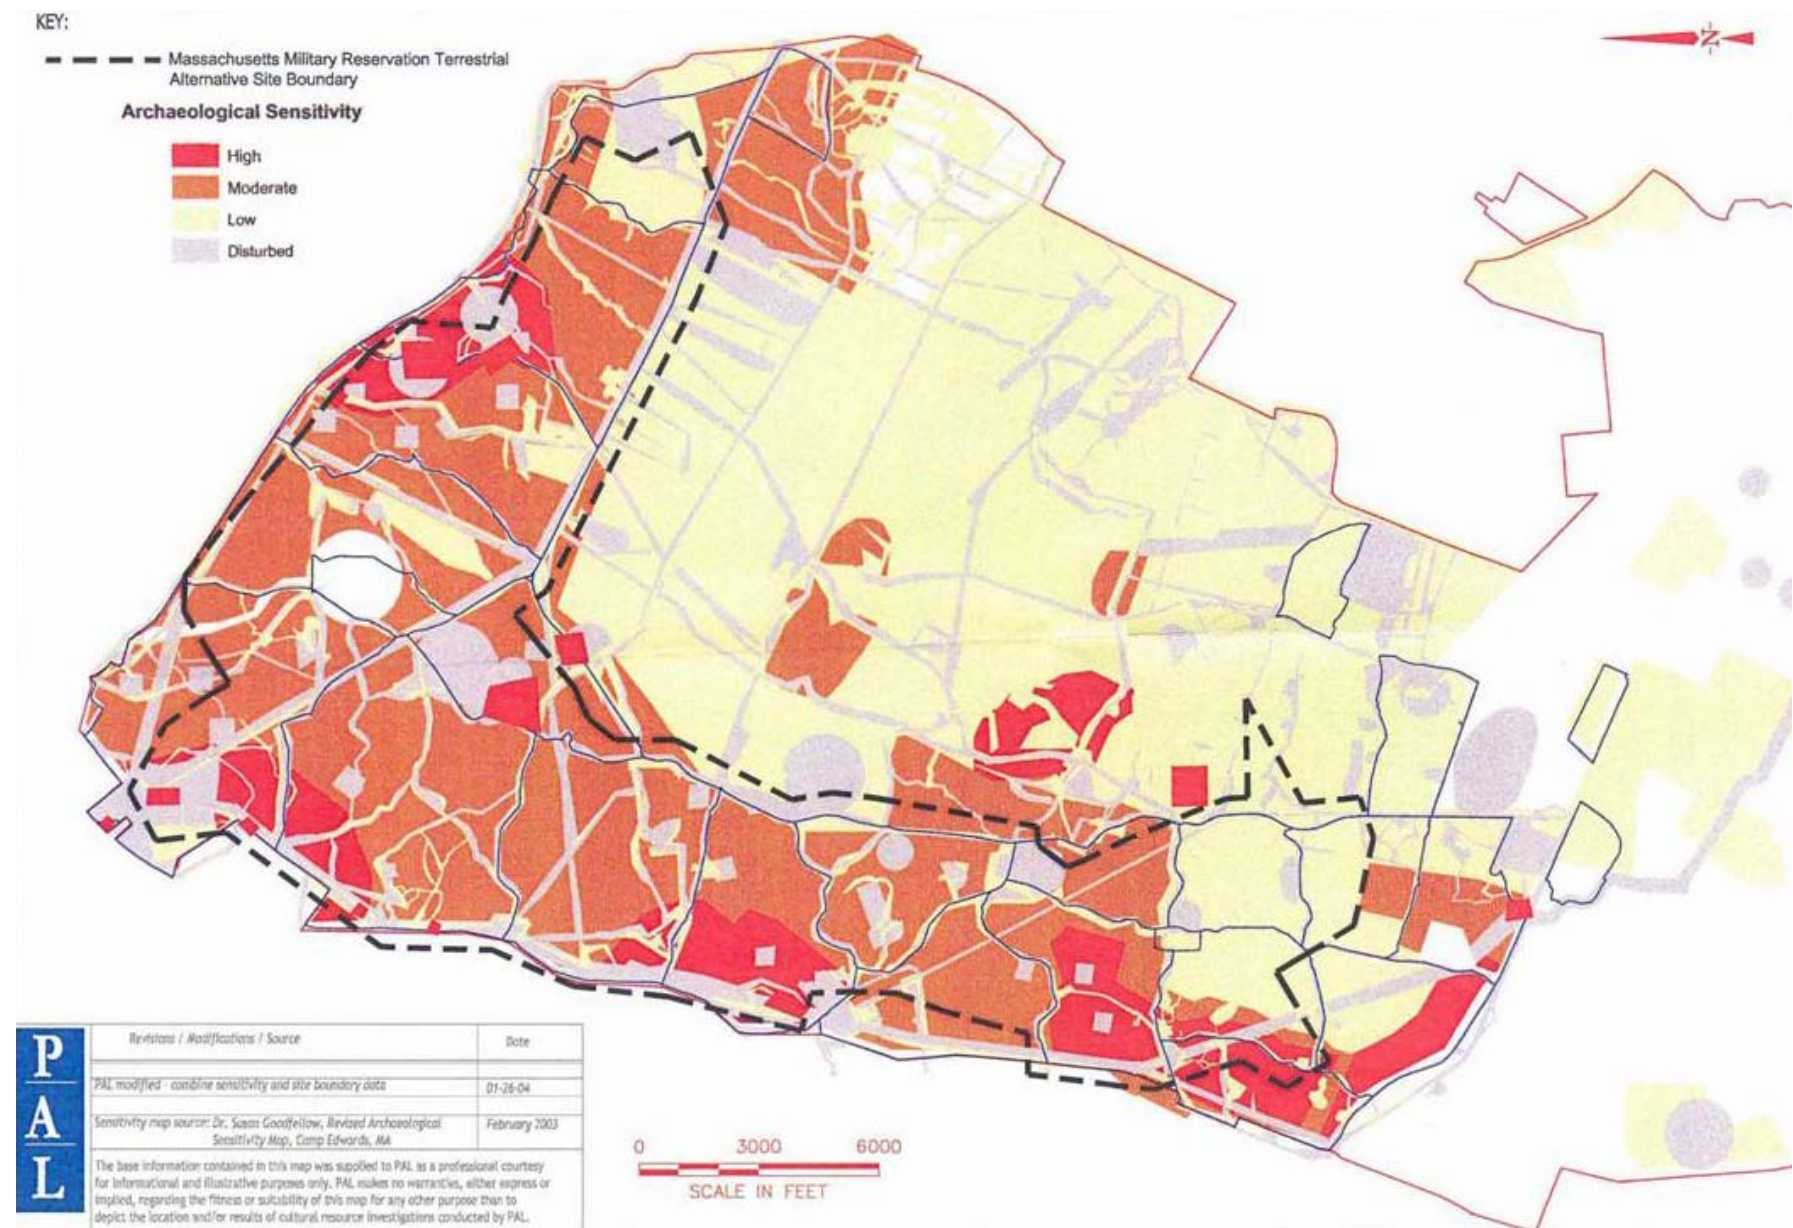 KEY:
Massachusetts Military Reservation Terrestrial
Alternative Site Boundary
Archaeological Sensitivity
High
Moderate
Low
Disturbed
N
PAL
Revisions / Modifications / Source Date
PAL modified - combine sensitivity and site boundary data 01-26-04
Sensitivity map source: Dr. Susan Goodfellow, Revised Archaeological February 2003
Sensitivity Map, Camp Edwards, MA
The base information contained in this map was supplied to PAL as a professional courtesy
for informational and illustrative purposes only. PAL makes no warranties, either express or
implied, regarding the fitness or suitability of this map for any other purpose than to
depict the location and/or results of cultural resource investigations conducted by PAL.
0 3000 6000
SCALE IN FEET